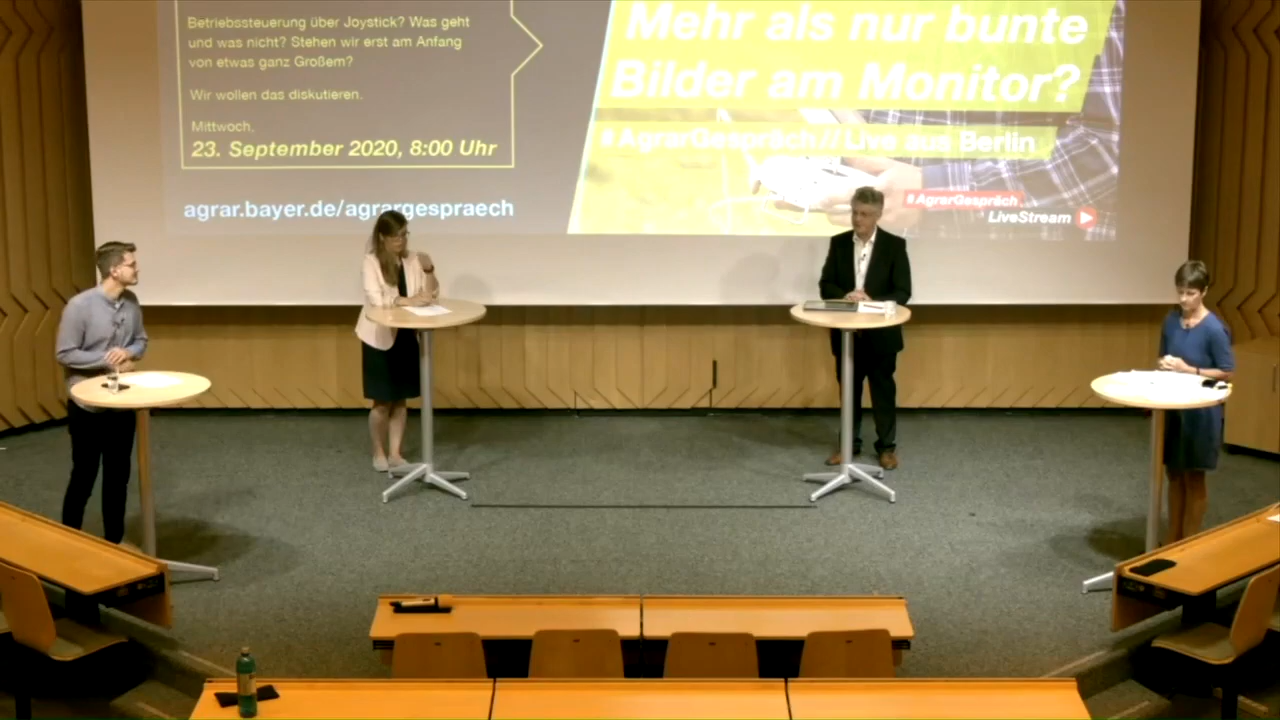 Betriebssteuerung über Joystick? Was geht
und was nicht? Stehen wir erst am Anfang
von etwas ganz Großem?
Wir wollen das diskutieren.
Mittwoch,
23. September 2020, 8:00 Uhr
agrar.bayer.de/agrargespraech
Mehr als nur bunte
Bilder am Monitor?
#AgrarGespräch // Live aus Berlin
#AgrarGespräch
LiveStream